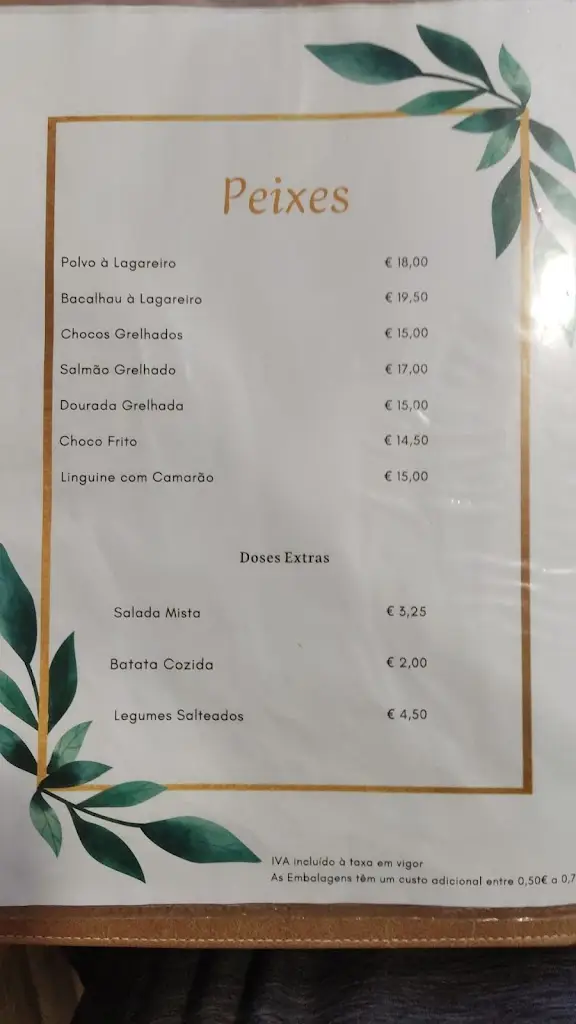 Peixes
Polvo à Lagareiro € 18,00
Bacalhau à Lagareiro € 19,50
Chocos Grelhados € 15,00
Salmão Grelhado € 17,00
Dourada Grelhada € 15,00
Choco Frito € 14,50
Linguine com Camarão € 15,00
Doses Extras
Salada Mista € 3,25
Batata Cozida € 2,00
Legumes Salteados € 4,50
IVA incluído à taxa em vigor
As Embalagens têm um custo adicional entre 0,50€ a 0,7